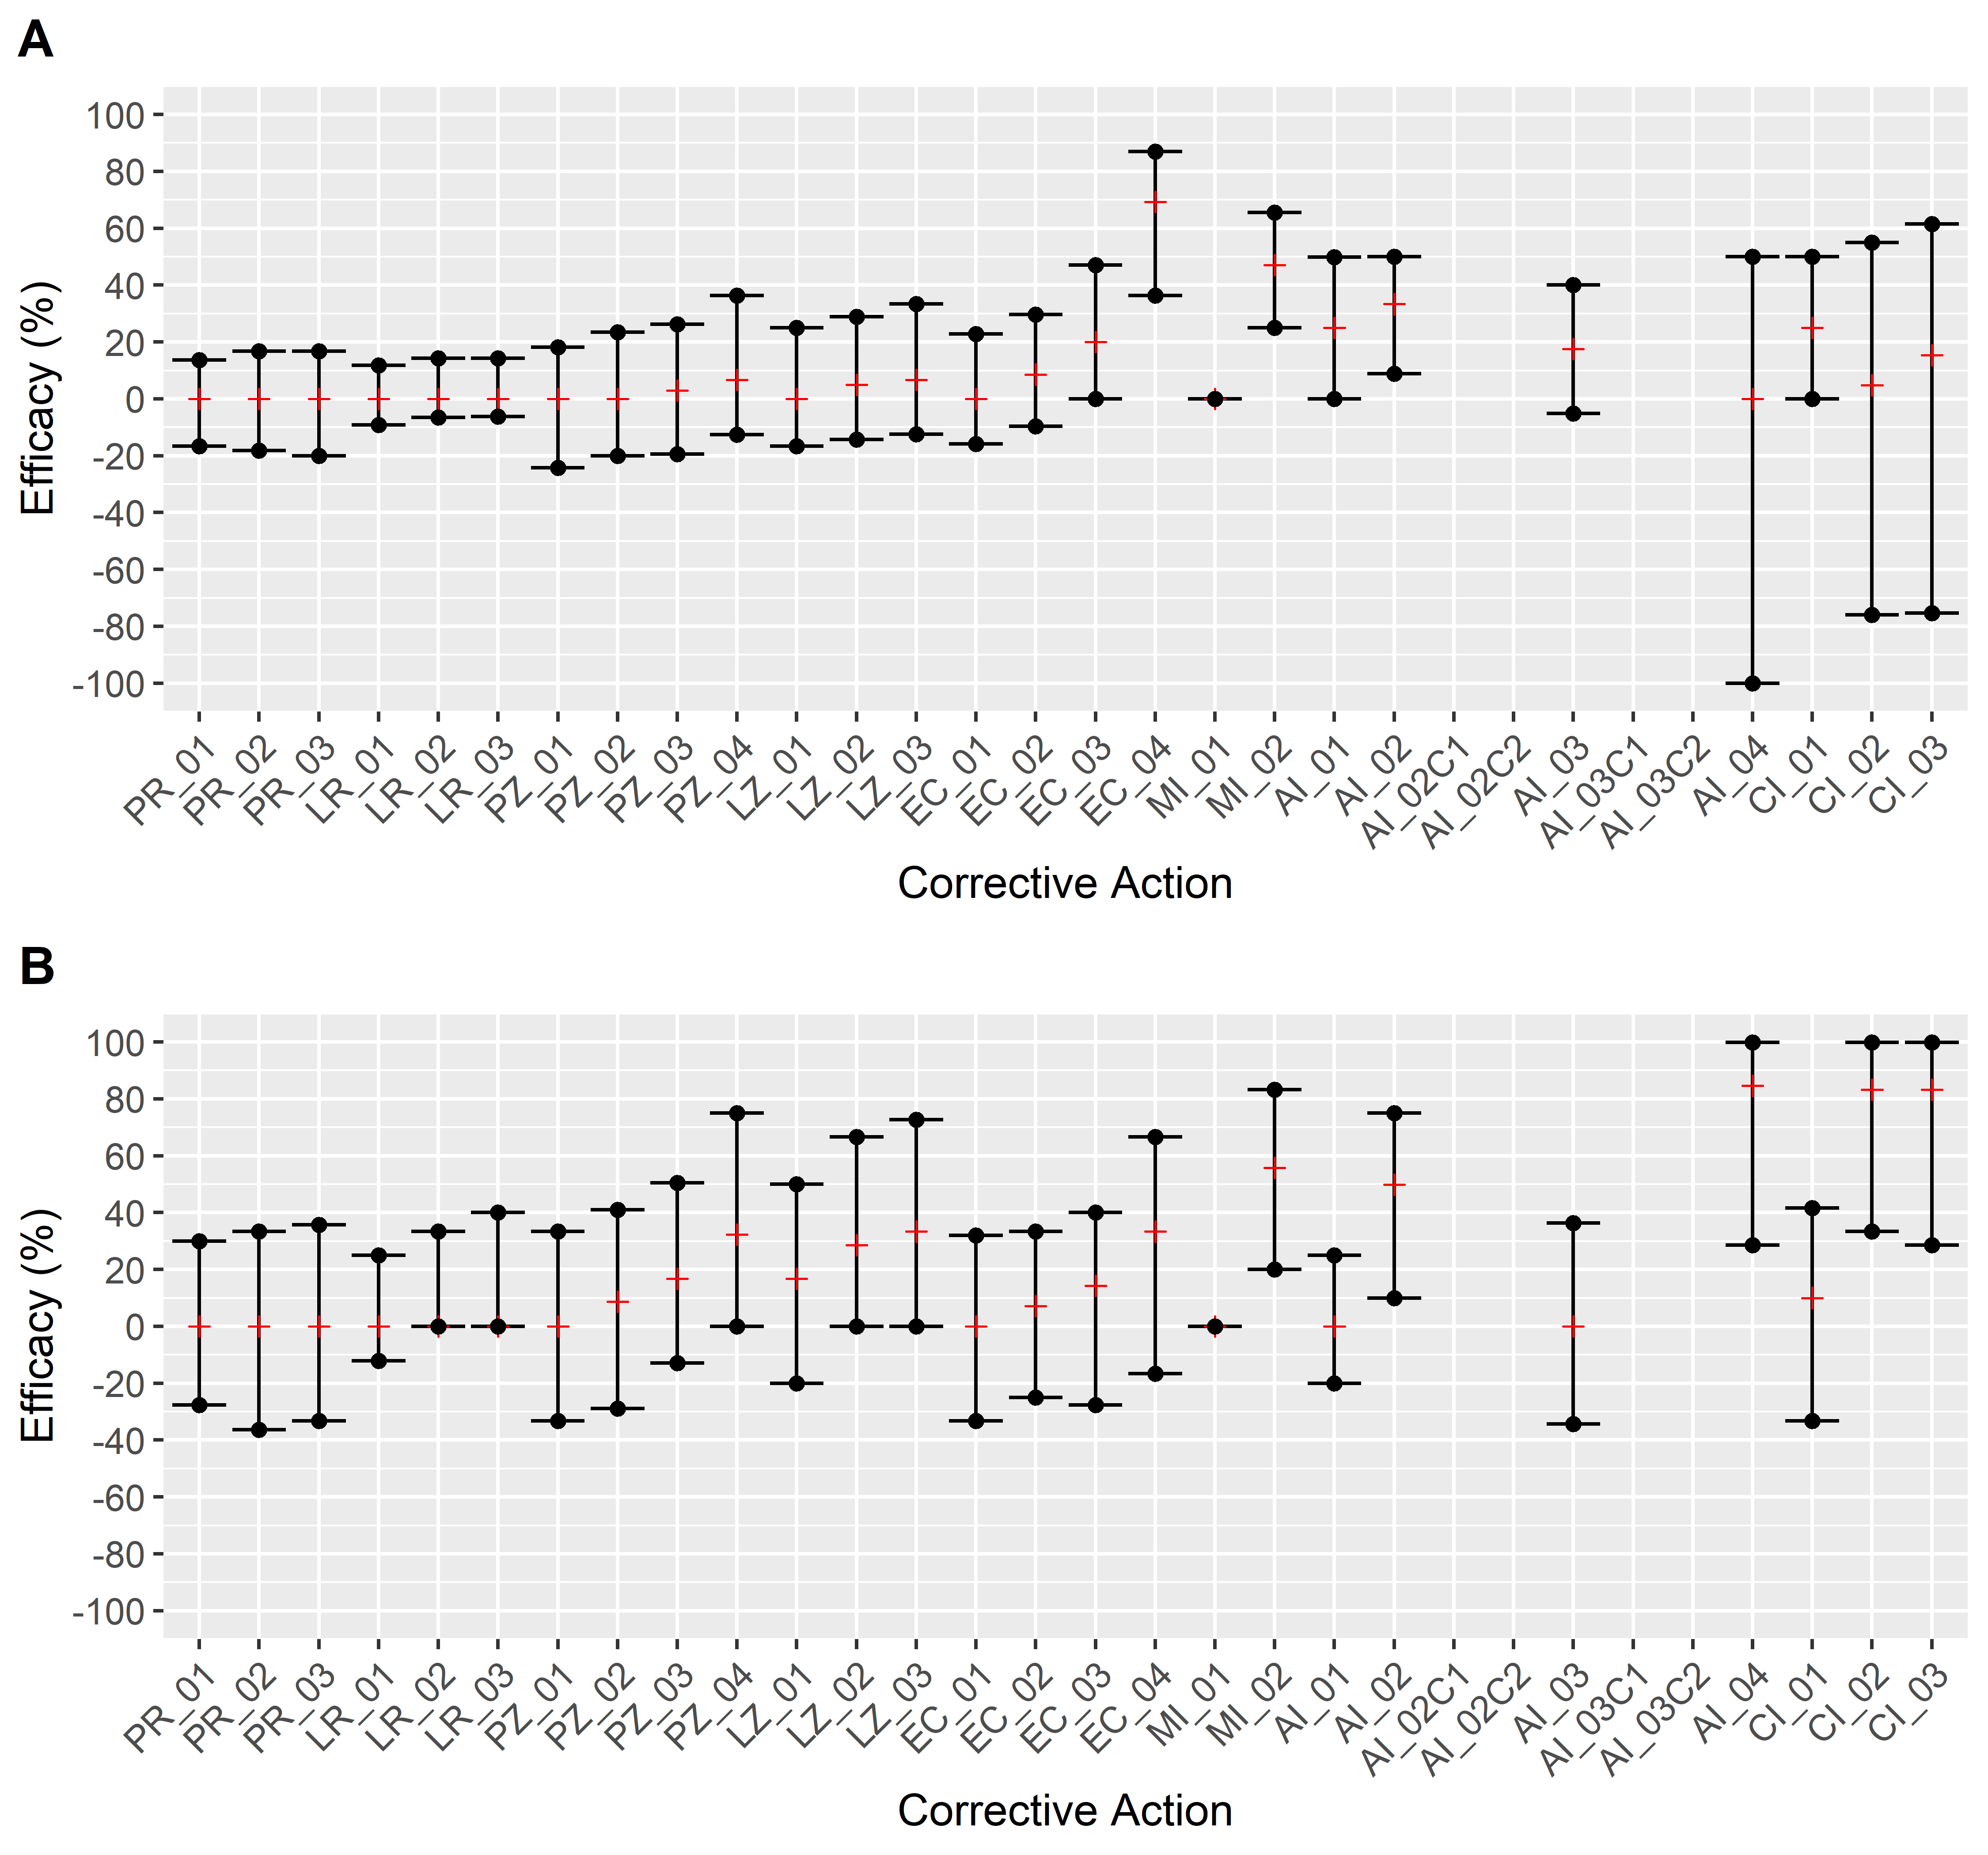 A
Efficacy (%)
100
80
60
40
20
0
-20
-40
-60
-80
-100
PR_01
PR_02
PR_03
LR_01
LR_02
LR_03
PZ_01
PZ_02
PZ_03
PZ_04
LZ_01
LZ_02
LZ_03
EC_01
EC_02
EC_03
EC_04
MI_01
MI_02
AI_01
AI_02
AI_02C1
AI_02C2
AI_03
AI_03C1
AI_03C2
AI_04
CI_01
CI_02
CI_03
Corrective Action
B
Efficacy (%)
100
80
60
40
20
0
-20
-40
-60
-80
-100
PR_01
PR_02
PR_03
LR_01
LR_02
LR_03
PZ_01
PZ_02
PZ_03
PZ_04
LZ_01
LZ_02
LZ_03
EC_01
EC_02
EC_03
EC_04
MI_01
MI_02
AI_01
AI_02
AI_02C1
AI_02C2
AI_03
AI_03C1
AI_03C2
AI_04
CI_01
CI_02
CI_03
Corrective Action